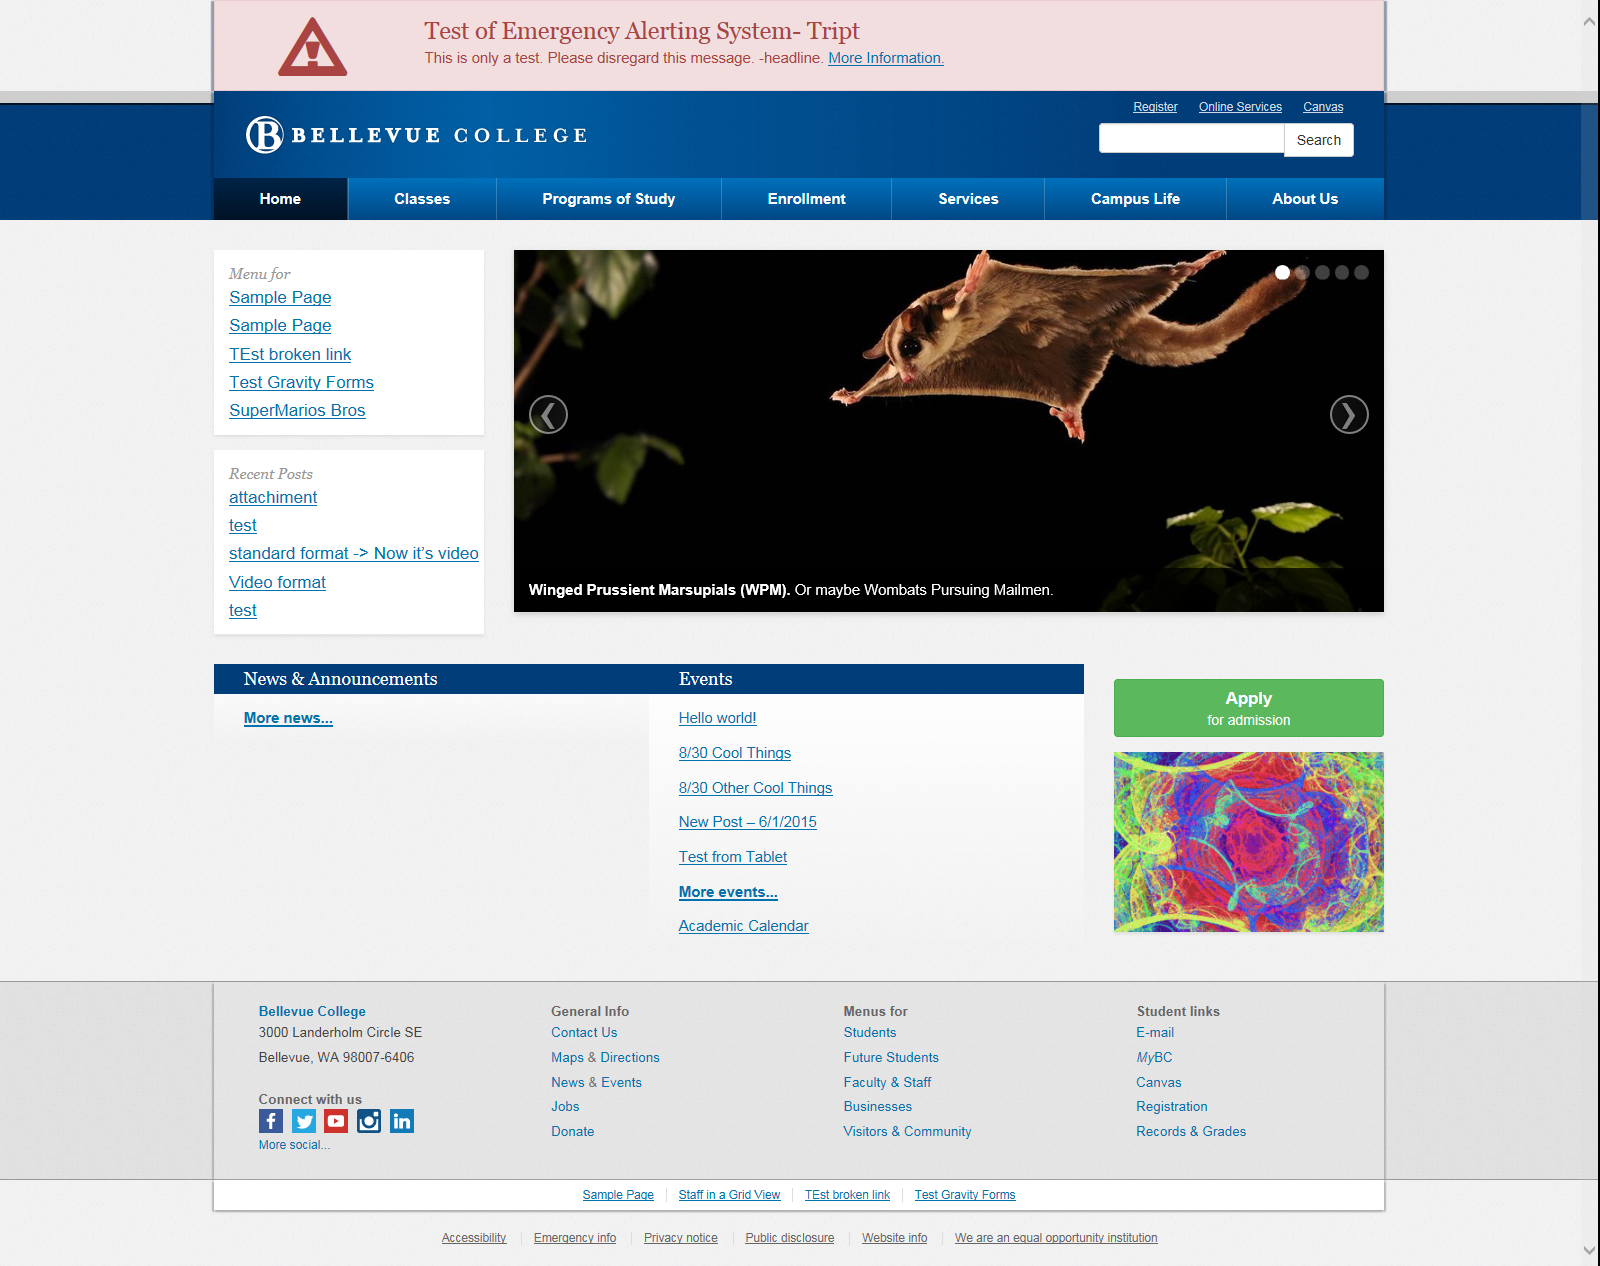 Test of Emergency Alerting System- Tript
This is only a test. Please disregard this message. -headline. More Information.
Register Online Services Canvas
BELLEVUE COLLEGE
Search
Home Classes Programs of Study Enrollment Services Campus Life About Us
Menu for
Sample Page
Sample Page
TEst broken link
Test Gravity Forms
SuperMarios Bros
Recent Posts
attachiment
test
standard format -> Now it's video
Video format
test
Winged Prussient Marsupials (WPM). Or maybe Wombats Pursuing Mailmen.
News & Announcements
More news...
Events
Hello world!
8/30 Cool Things
8/30 Other Cool Things
New Post – 6/1/2015
Test from Tablet
More events...
Academic Calendar
Apply
for admission
Bellevue College
3000 Landerholm Circle SE
Bellevue, WA 98007-6406
Connect with us
More social...
General Info
Contact Us
Maps & Directions
News & Events
Jobs
Donate
Menus for
Students
Future Students
Faculty & Staff
Businesses
Visitors & Community
Student links
E-mail
MyBC
Canvas
Registration
Records & Grades
Sample Page Staff in a Grid View TEst broken link Test Gravity Forms
Accessibility Emergency info Privacy notice Public disclosure Website info We are an equal opportunity institution